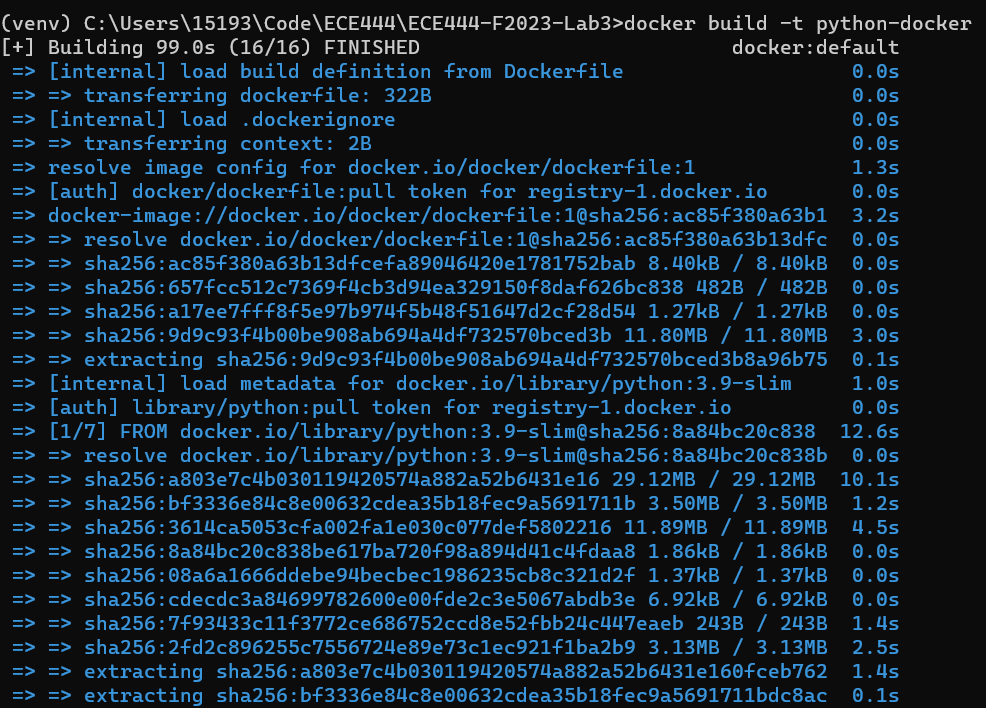 (venv) C:\Users\15193\Code\ECE444\ECE444-F2023-Lab3>docker build -t python-docker
[+] Building 99.0s (16/16) FINISHED docker:default
=> [internal] load build definition from Dockerfile 0.0s
=> => transferring dockerfile: 322B 0.0s
=> [internal] load .dockerignore 0.0s
=> => transferring context: 2B 0.0s
=> resolve image config for docker.io/docker/dockerfile:1 1.3s
=> [auth] docker/dockerfile:pull token for registry-1.docker.io 0.0s
=> docker-image://docker.io/docker/dockerfile:1@sha256:ac85f380a63b1 3.2s
=> => resolve docker.io/docker/dockerfile:1@sha256:ac85f380a63b13dfc 0.0s
=> => sha256:ac85f380a63b13dfcefa89046420e1781752bab 8.40kB / 8.40kB 0.0s
=> => sha256:657fcc512c7369f4cb3d94ea329150f8daf626bc838 482B / 482B 0.0s
=> => sha256:a17ee7fff8f5e97b974f5b48f51647d2cf28d54 1.27kB / 1.27kB 0.0s
=> => sha256:9d9c93f4b00be908ab694a4df732570bced3b 11.80MB / 11.80MB 3.0s
=> => extracting sha256:9d9c93f4b00be908ab694a4df732570bced3b8a96b75 0.1s
=> [internal] load metadata for docker.io/library/python:3.9-slim 1.0s
=> [auth] library/python:pull token for registry-1.docker.io 0.0s
=> [1/7] FROM docker.io/library/python:3.9-slim@sha256:8a84bc20c838 12.6s
=> => resolve docker.io/library/python:3.9-slim@sha256:8a84bc20c838b 0.0s
=> => sha256:a803e7c4b030119420574a882a52b6431e16 29.12MB / 29.12MB 10.1s
=> => sha256:bf3336e84c8e00632cdea35b18fec9a5691711b 3.50MB / 3.50MB 1.2s
=> => sha256:3614ca5053cfa002fa1e030c077def5802216 11.89MB / 11.89MB 4.5s
=> => sha256:8a84bc20c838be617ba720f98a894d41c4fdaa8 1.86kB / 1.86kB 0.0s
=> => sha256:08a6a1666ddebe94becbec1986235cb8c321d2f 1.37kB / 1.37kB 0.0s
=> => sha256:cdecdc3a84699782600e00fde2c3e5067abdb3e 6.92kB / 6.92kB 0.0s
=> => sha256:7f93433c11f3772ce686752ccd8e52fbb24c447eaeb 243B / 243B 1.4s
=> => sha256:2fd2c896255c7556724e89e73c1ec921f1ba2b9 3.13MB / 3.13MB 2.5s
=> => extracting sha256:a803e7c4b030119420574a882a52b6431e160fceb762 1.4s
=> => extracting sha256:bf3336e84c8e00632cdea35b18fec9a5691711bdc8ac 0.1s